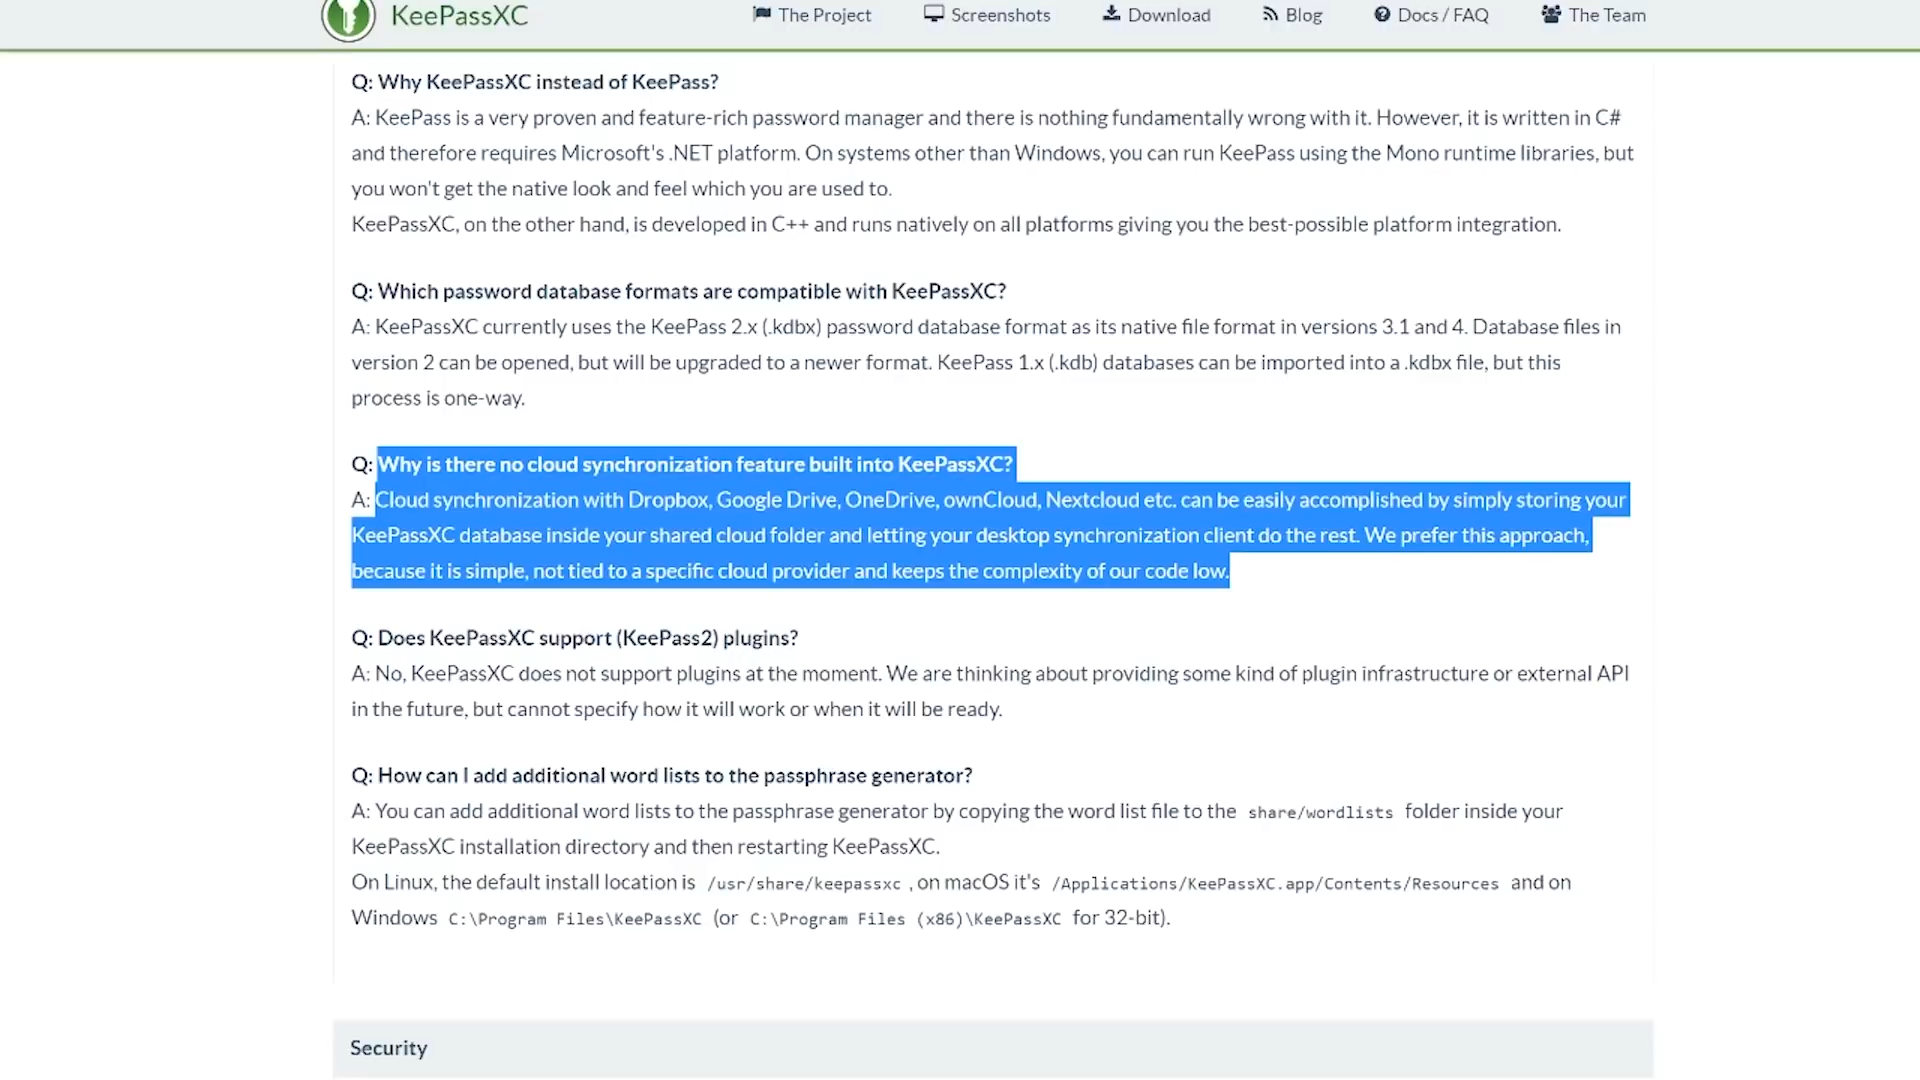 KeePassXC
The Project
Screenshots
Download
Blog
Docs / FAQ
The Team
Q: Why KeePassXC instead of KeePass?
A: KeePass is a very proven and feature-rich password manager and there is nothing fundamentally wrong with it. However, it is written in C#
and therefore requires Microsoft's .NET platform. On systems other than Windows, you can run KeePass using the Mono runtime libraries, but
you won't get the native look and feel which you are used to.
KeePassXC, on the other hand, is developed in C++ and runs natively on all platforms giving you the best-possible platform integration.
Q: Which password database formats are compatible with KeePassXC?
A: KeePassXC currently uses the KeePass 2.x (.kdbx) password database format as its native file format in versions 3.1 and 4. Database files in
version 2 can be opened, but will be upgraded to a newer format. KeePass 1.x (.kdb) databases can be imported into a .kdbx file, but this
process is one-way.
Q: Why is there no cloud synchronization feature built into KeePassXC?
A: Cloud synchronization with Dropbox, Google Drive, OneDrive, ownCloud, Nextcloud etc. can be easily accomplished by simply storing your
KeePassXC database inside your shared cloud folder and letting your desktop synchronization client do the rest. We prefer this approach,
because it is simple, not tied to a specific cloud provider and keeps the complexity of our code low.
Q: Does KeePassXC support (KeePass2) plugins?
A: No, KeePassXC does not support plugins at the moment. We are thinking about providing some kind of plugin infrastructure or external API
in the future, but cannot specify how it will work or when it will be ready.
Q: How can I add additional word lists to the passphrase generator?
A: You can add additional word lists to the passphrase generator by copying the word list file to the share/wordlists folder inside your
KeePassXC installation directory and then restarting KeePassXC.
On Linux, the default install location is /usr/share/keepassxc , on macOS it's /Applications/KeePassXC.app/Contents/Resources and on
Windows C:\Program Files\KeePassXC (or C:\Program Files (x86)\KeePassXC for 32-bit).
Security